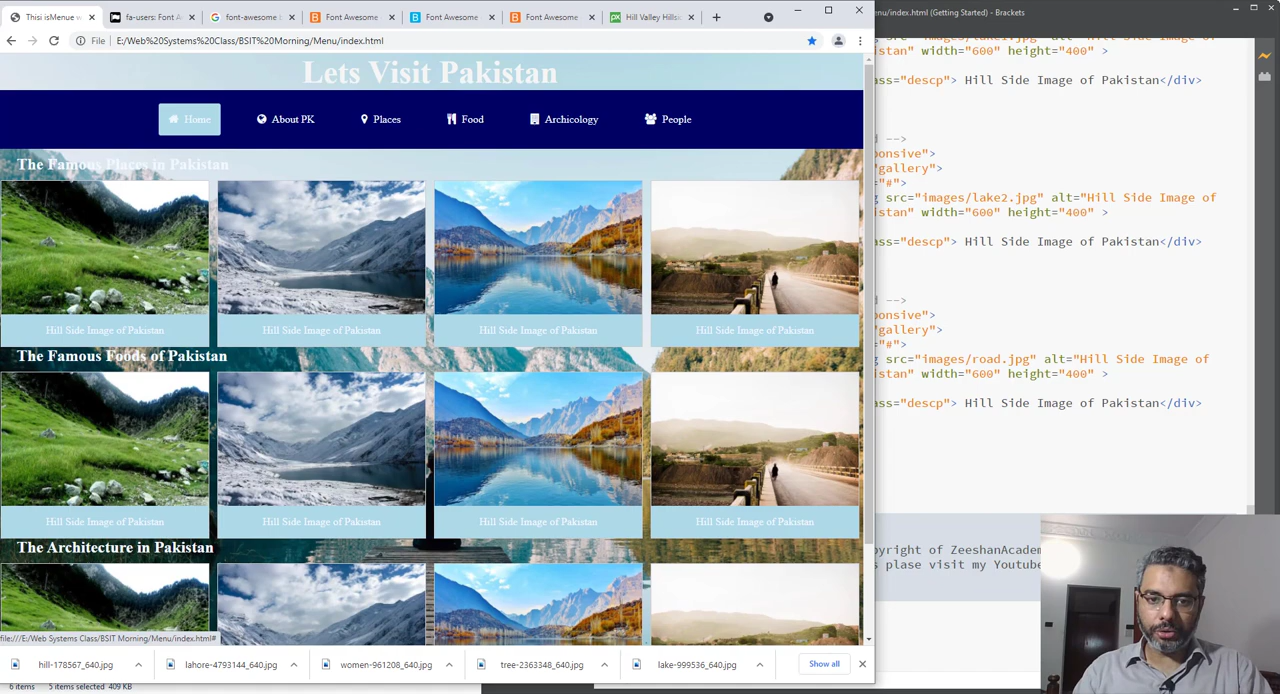 Thisi isMenue w
fa-users: Font A
font-awesome b
Font Awesome
Font Awesome
Font Awesome
Hill Valley Hillsi
enu/index.html (Getting Started) - Brackets
File | E:/Web%20Systems%20Class/BSIT%20Morning/Menu/index.html
Lets Visit Pakistan
Home
About PK
Places
Food
Archicology
People
The Famous Places in Pakistan
Hill Side Image of Pakistan
Hill Side Image of Pakistan
Hill Side Image of Pakistan
Hill Side Image of Pakistan
The Famous Foods of Pakistan
Hill Side Image of Pakistan
Hill Side Image of Pakistan
Hill Side Image of Pakistan
Hill Side Image of Pakistan
The Architecture in Pakistan
file:///E:/Web Systems Class/BSIT Morning/Menu/index.html#
hill-178567_640.jpg
lahore-4793144_640.jpg
women-961208_640.jpg
tree-2363348_640.jpg
lake-999536_640.jpg
Show all
6 items 5 items selected 409 KB
istan" width="600" height="400" >
ass="descp"> Hill Side Image of Pakistan</div>
d -->
ponsive">
"gallery">
="#">
g src="images/lake2.jpg" alt="Hill Side Image of
istan" width="600" height="400" >
ass="descp"> Hill Side Image of Pakistan</div>
d -->
ponsive">
"gallery">
="#">
g src="images/road.jpg" alt="Hill Side Image of
istan" width="600" height="400" >
ass="descp"> Hill Side Image of Pakistan</div>
pyright of ZeeshanAcadem
s plase visit my Youtube